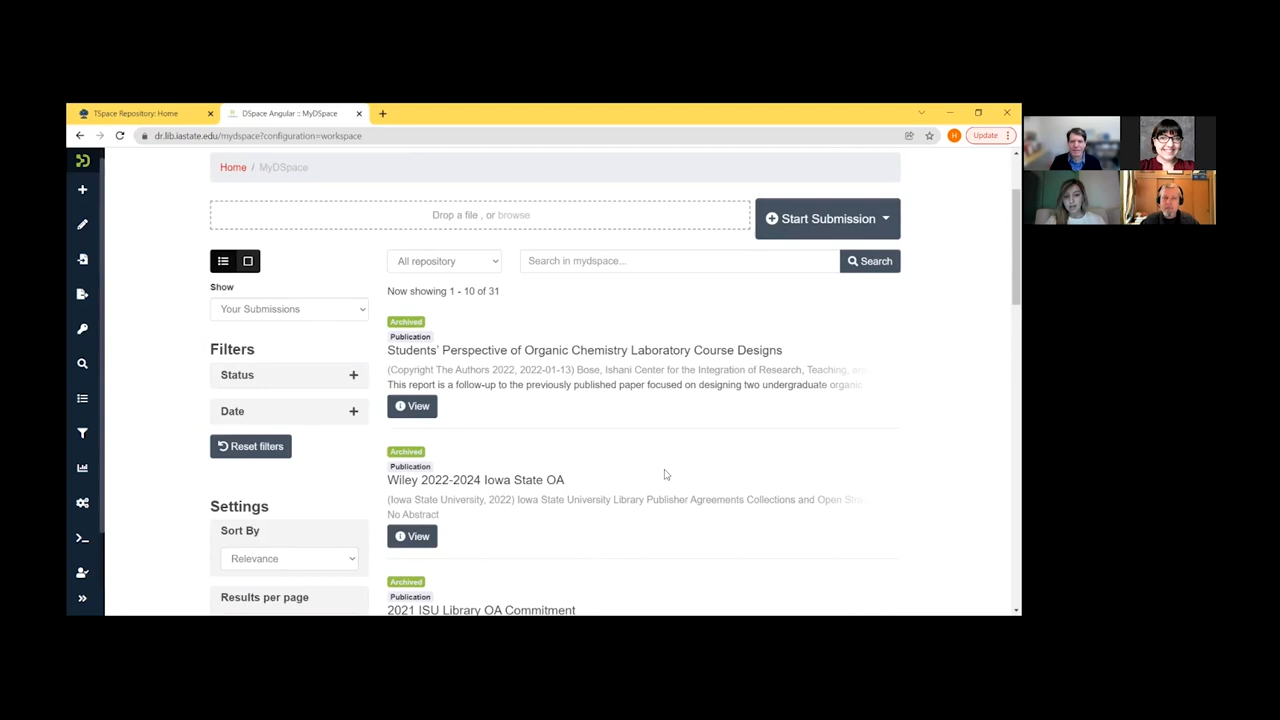 TSpace Repository: Home
DSpace Angular :: MyDSpace
dr.lib.iastate.edu/mydspace?configuration=workspace
H
Update
Home / MyDSpace
Drop a file , or browse
Start Submission
All repository
Search in mydspace...
Search
Show
Now showing 1 - 10 of 31
Your Submissions
Archived
Publication
Filters
Students' Perspective of Organic Chemistry Laboratory Course Designs
Status
(Copyright The Authors 2022, 2022-01-13) Bose, Ishani Center for the Integration of Research, Teaching,
This report is a follow-up to the previously published paper focused on designing two undergraduate organic
View
Date
Reset filters
Archived
Publication
Wiley 2022-2024 Iowa State OA
(Iowa State University, 2022) Iowa State University Library Publisher Agreements Collections and Open
No Abstract
View
Settings
Sort By
Relevance
Archived
Publication
Results per page
2021 ISU Library OA Commitment